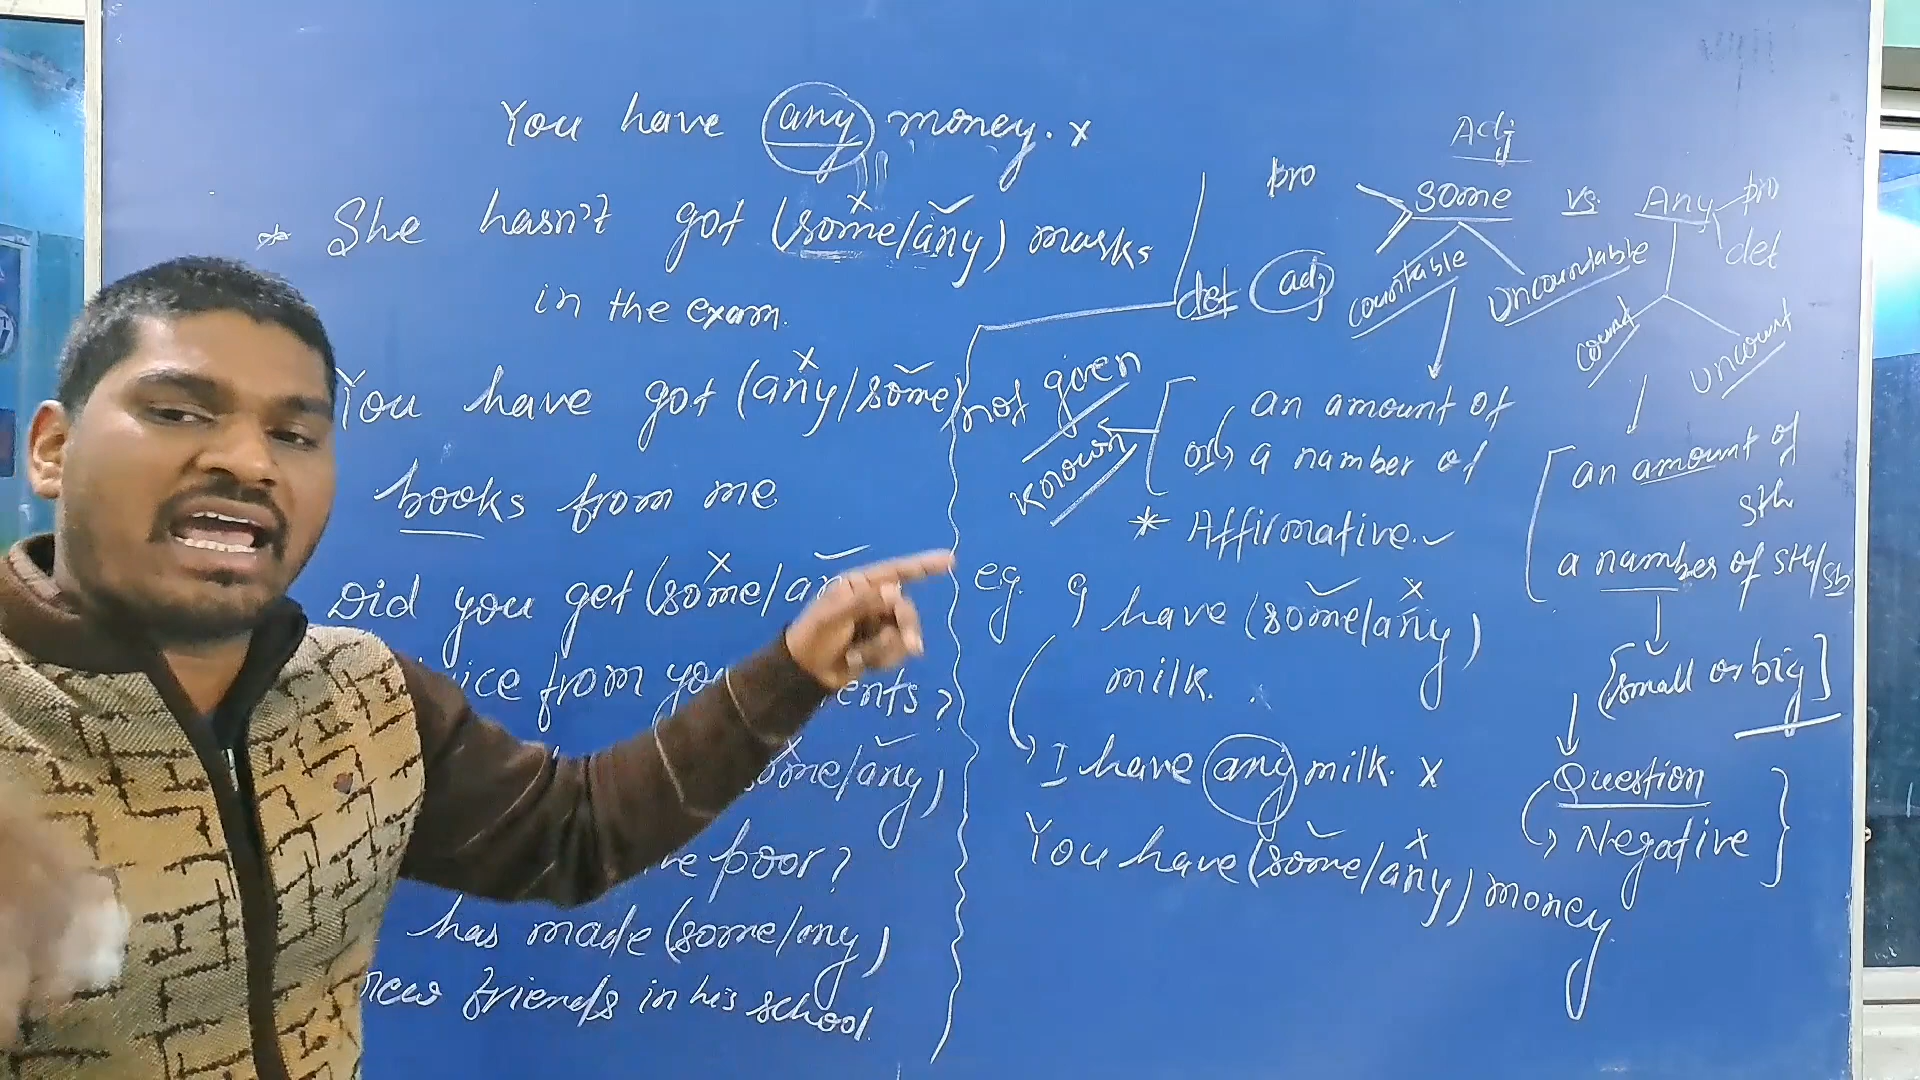 You have any money. x
* She hasn't got (some/any) marks
in the exam.
You have got (any/some)
books from me
Did you get (some/any
from you
ents?
some/any)
poor?
has made (some/any)
new friends in his school.
Adj
pro some vs. Any pro
det adj det
countable Uncountable
count Uncount
not given
known
an amount of
or, a number of
* Affirmative.
e.g. I have (some/any)
milk.
I have any milk. x
You have (some/any) money
an amount of
sth
a number of sth/sb
[small or big]
Question
Negative